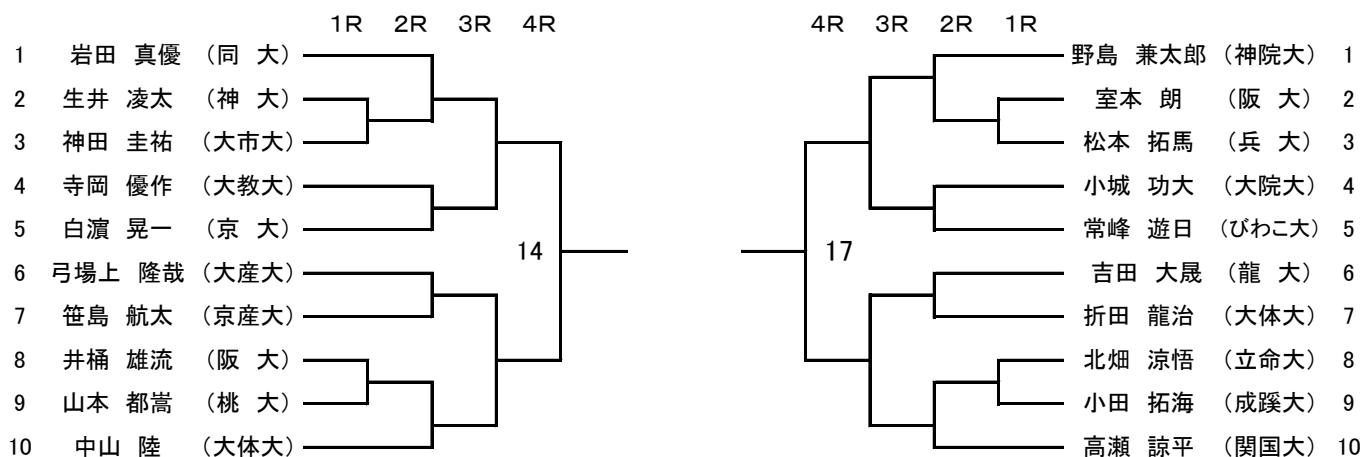 1R 2R 3R 4R 4R 3R 2R 1R
1 岩田 真優 (同 大) 野島 兼太郎 (神院大) 1
2 生井 凌太 (神 大) 室本 朗 (阪 大) 2
3 神田 圭祐 (大市大) 松本 拓馬 (兵 大) 3
4 寺岡 優作 (大教大) 小城 功大 (大院大) 4
5 白濵 晃一 (京 大) 常峰 遊日 (びわこ大) 5
14 17
6 弓場上 隆哉 (大産大) 吉田 大晟 (龍 大) 6
7 笹島 航太 (京産大) 折田 龍治 (大体大) 7
8 井桶 雄流 (阪 大) 北畑 涼悟 (立命大) 8
9 山本 都嵩 (桃 大) 小田 拓海 (成蹊大) 9
10 中山 陸 (大体大) 高瀬 諒平 (関国大) 10